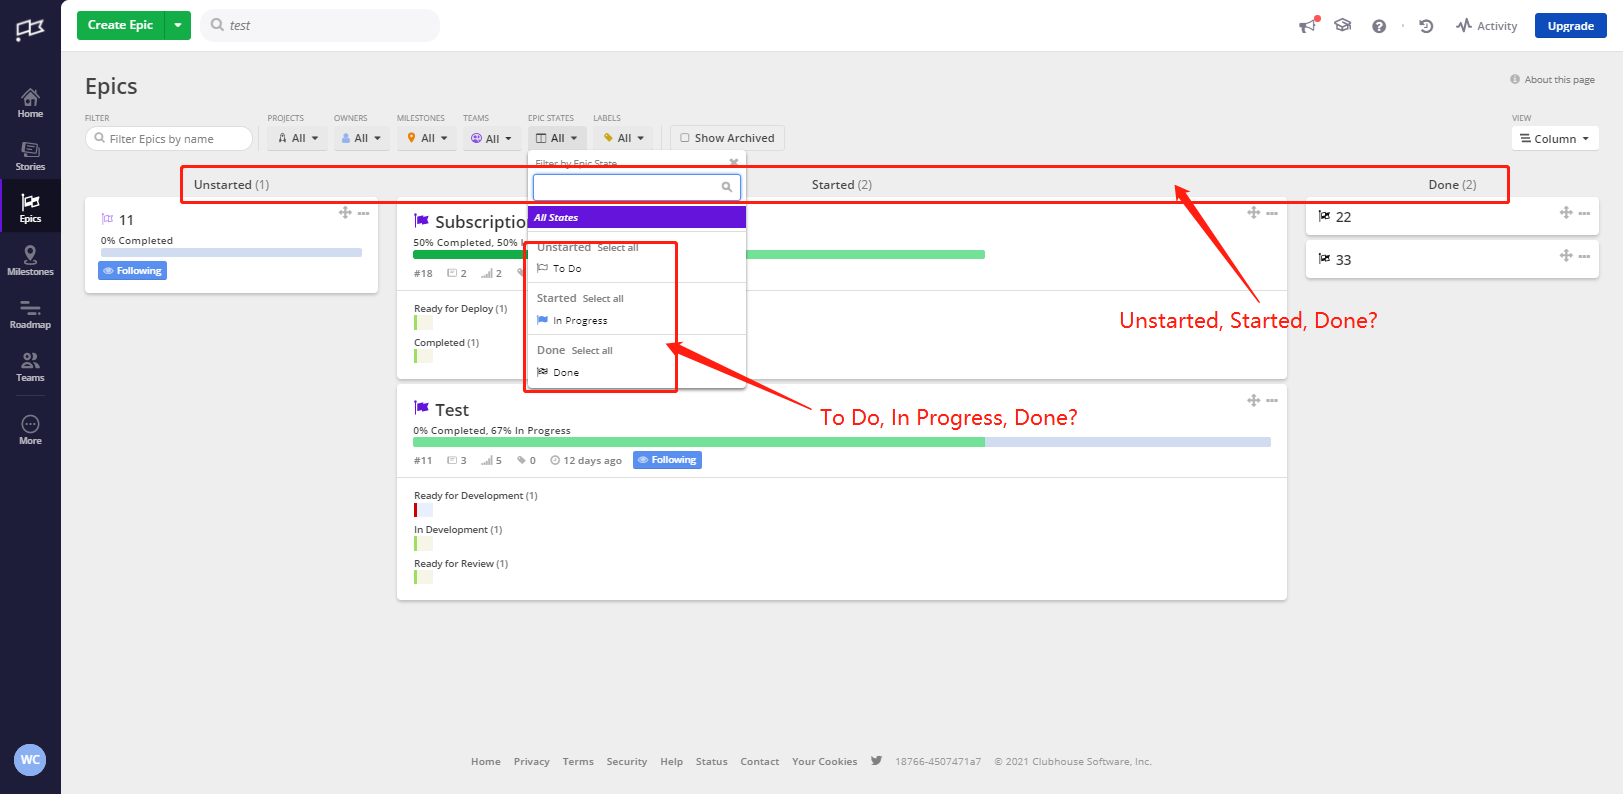 Create Epic
test
Activity
Upgrade
Home
Stories
Epics
Milestones
Roadmap
Teams
More
WC
Epics
About this page
FILTER
PROJECTS
OWNERS
MILESTONES
TEAMS
EPIC STATES
LABELS
VIEW
Filter Epics by name
All
All
All
All
All
All
Show Archived
Column
Filter by Epic State
Unstarted (1)
Started (2)
Done (2)
All States
Unstarted Select all
To Do
Started Select all
In Progress
Done Select all
Done
11
0% Completed
Following
Subscriptio
50% Completed, 50% I
#18 2 2
Ready for Deploy (1)
Completed (1)
22
33
Unstarted, Started, Done?
To Do, In Progress, Done?
Test
0% Completed, 67% In Progress
#11 3 5 0 12 days ago Following
Ready for Development (1)
In Development (1)
Ready for Review (1)
Home Privacy Terms Security Help Status Contact Your Cookies 18766-4507471a7 © 2021 Clubhouse Software, Inc.